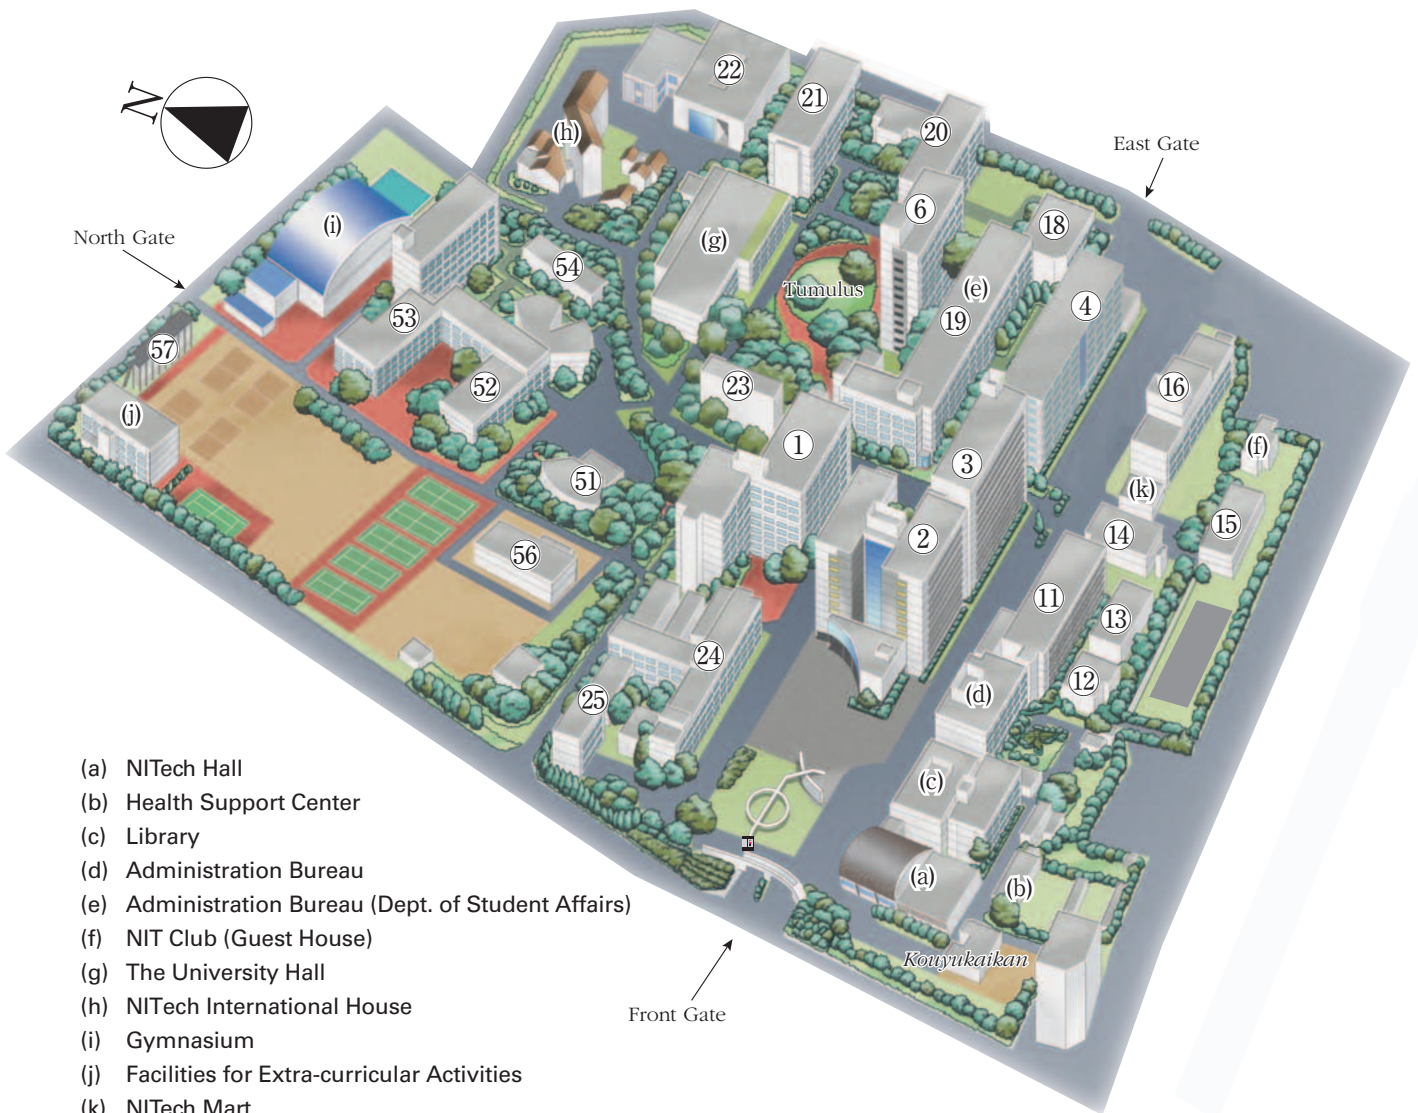 N
22
21
20
East Gate
(h)
6
18
(i)
(g)
North Gate
54
Tumulus
(e)
4
53
19
57
16
23
52
(j)
1
3
(f)
51
(k)
15
2
14
56
11
13
24
12
(d)
25
(c)
(a)
(b)
Kouyukaikan
Front Gate
(a) NITech Hall
(b) Health Support Center
(c) Library
(d) Administration Bureau
(e) Administration Bureau (Dept. of Student Affairs)
(f) NIT Club (Guest House)
(g) The University Hall
(h) NITech International House
(i) Gymnasium
(j) Facilities for Extra-curricular Activities
(k) NITech Mart